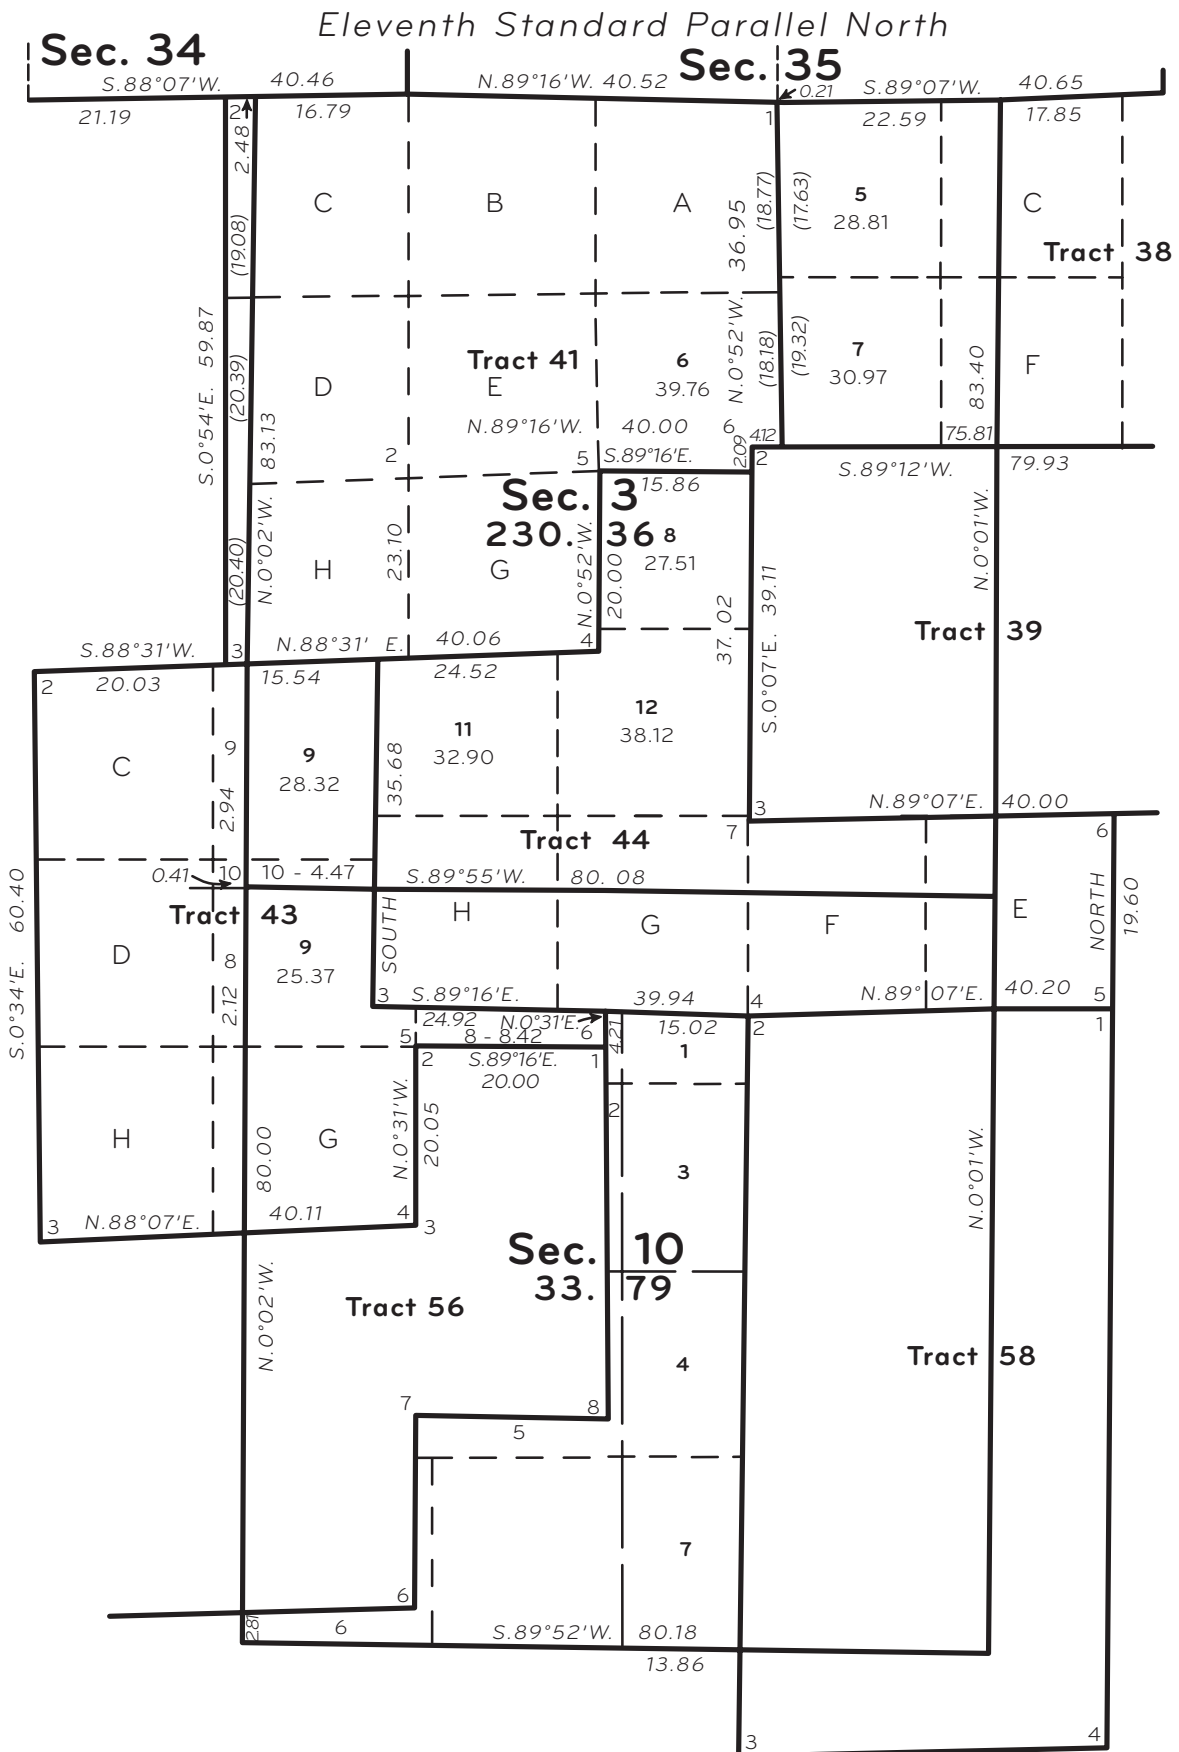 Eleventh Standard Parallel North
Sec. 34
Sec. 35
S.88°07'W. 40.46
N.89°16'W. 40.52
0.21
S.89°07'W. 40.65
21.19
2
16.79
1
22.59
17.85
2.48
C
B
A
36.95
(18.77)
(17.63)
5
28.81
C
Tract 38
(19.08)
S.0°54'E. 59.87
Tract 41
N.0°52'W.
(18.18)
(19.32)
7
30.97
83.40
F
(20.39)
D
E
6
39.76
83.13
N.89°16'W. 40.00
6
4.12
75.81
2
5
S.89°16'E.
2.09
2
S.89°12'W.
79.93
15.86
Sec. 3
230. 36
8
27.51
N.0°02'W.
(20.40)
H
23.10
G
N.0°52'W.
20.00
37. 02
S.0°07'E. 39.11
N.0°01'W.
Tract 39
S.88°31'W.
3
N.88°31' E.
40.06
4
2
20.03
15.54
24.52
C
9
2.94
9
28.32
35.68
11
32.90
12
38.12
3
N.89°07'E. 40.00
7
6
Tract 44
0.41
10
10 - 4.47
S.89°55'W. 80. 08
S.0°34'E. 60.40
Tract 43
D
8
2.12
9
25.37
SOUTH
H
G
F
E
NORTH
19.60
3
S.89°16'E.
39.94
4
N.89°07'E.
40.20
5
24.92
N.0°31'E.
4.21
15.02
2
1
5
8 - 8.42
6
2
S.89°16'E.
20.00
1
1
H
80.00
G
N.0°31'W.
20.05
2
3
N.0°01'W.
3
N.88°07'E.
40.11
4
3
Sec. 10
33. 79
N.0°02'W.
Tract 56
4
Tract 58
7
8
5
7
6
2.81
6
S.89°52'W. 80.18
13.86
3
4